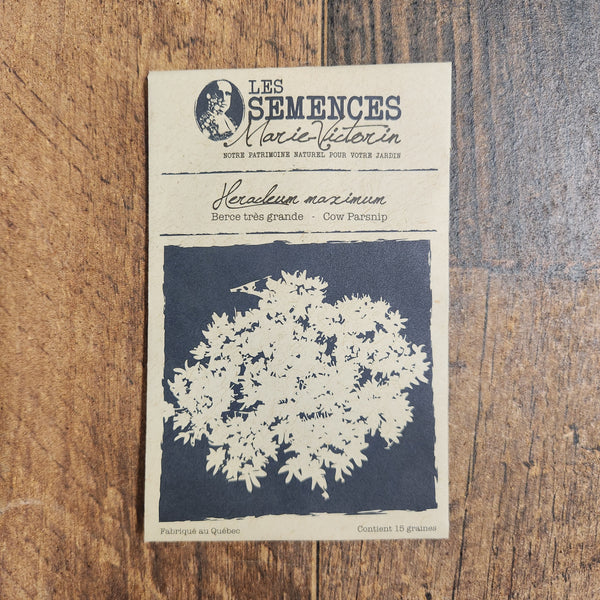 LES
SEMENCES
Marie-Victorin
NOTRE PATRIMOINE NATUREL POUR VOTRE JARDIN
Heracleum maximum
Berce très grande - Cow Parsnip
Fabriqué au Québec
Contient 15 graines